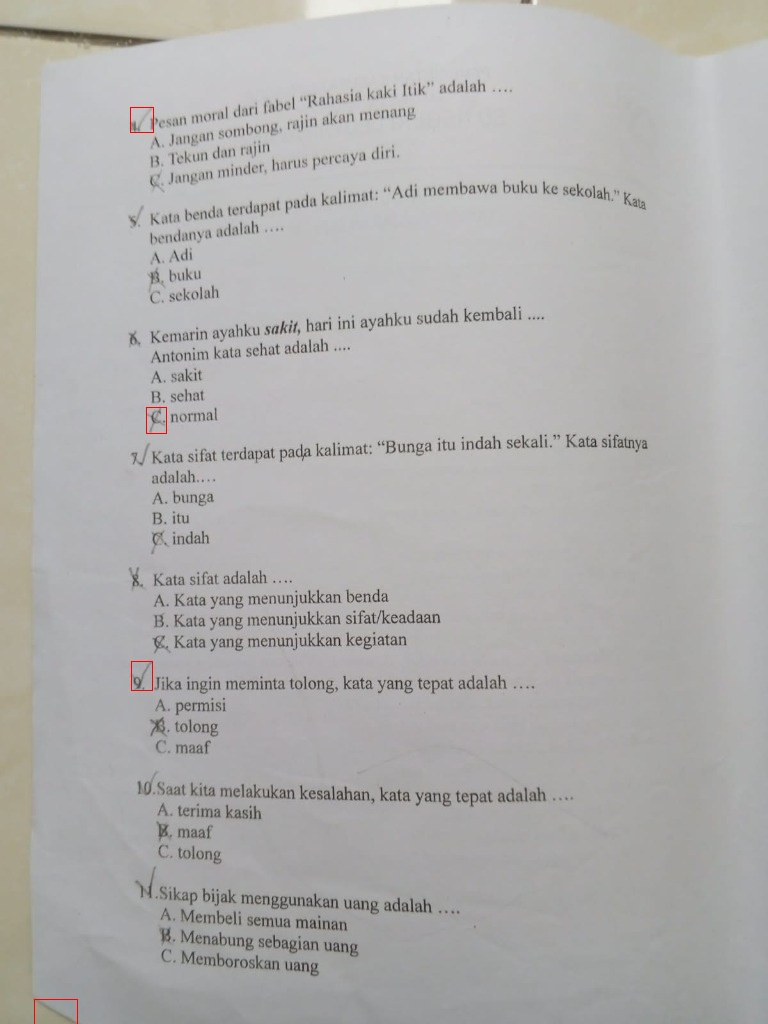 4. Pesan moral dari fabel “Rahasia kaki Itik” adalah ….
A. Jangan sombong, rajin akan menang
B. Tekun dan rajin
C. Jangan minder, harus percaya diri.
5. Kata benda terdapat pada kalimat: “Adi membawa buku ke sekolah.” Kata
bendanya adalah ….
A. Adi
B. buku
C. sekolah
6. Kemarin ayahku sakit, hari ini ayahku sudah kembali ....
Antonim kata sehat adalah ....
A. sakit
B. sehat
C. normal
7. Kata sifat terdapat pada kalimat: “Bunga itu indah sekali.” Kata sifatnya
adalah….
A. bunga
B. itu
C. indah
8. Kata sifat adalah ….
A. Kata yang menunjukkan benda
B. Kata yang menunjukkan sifat/keadaan
C. Kata yang menunjukkan kegiatan
9. Jika ingin meminta tolong, kata yang tepat adalah ….
A. permisi
B. tolong
C. maaf
10.Saat kita melakukan kesalahan, kata yang tepat adalah ….
A. terima kasih
B. maaf
C. tolong
11.Sikap bijak menggunakan uang adalah ….
A. Membeli semua mainan
B. Menabung sebagian uang
C. Memboroskan uang